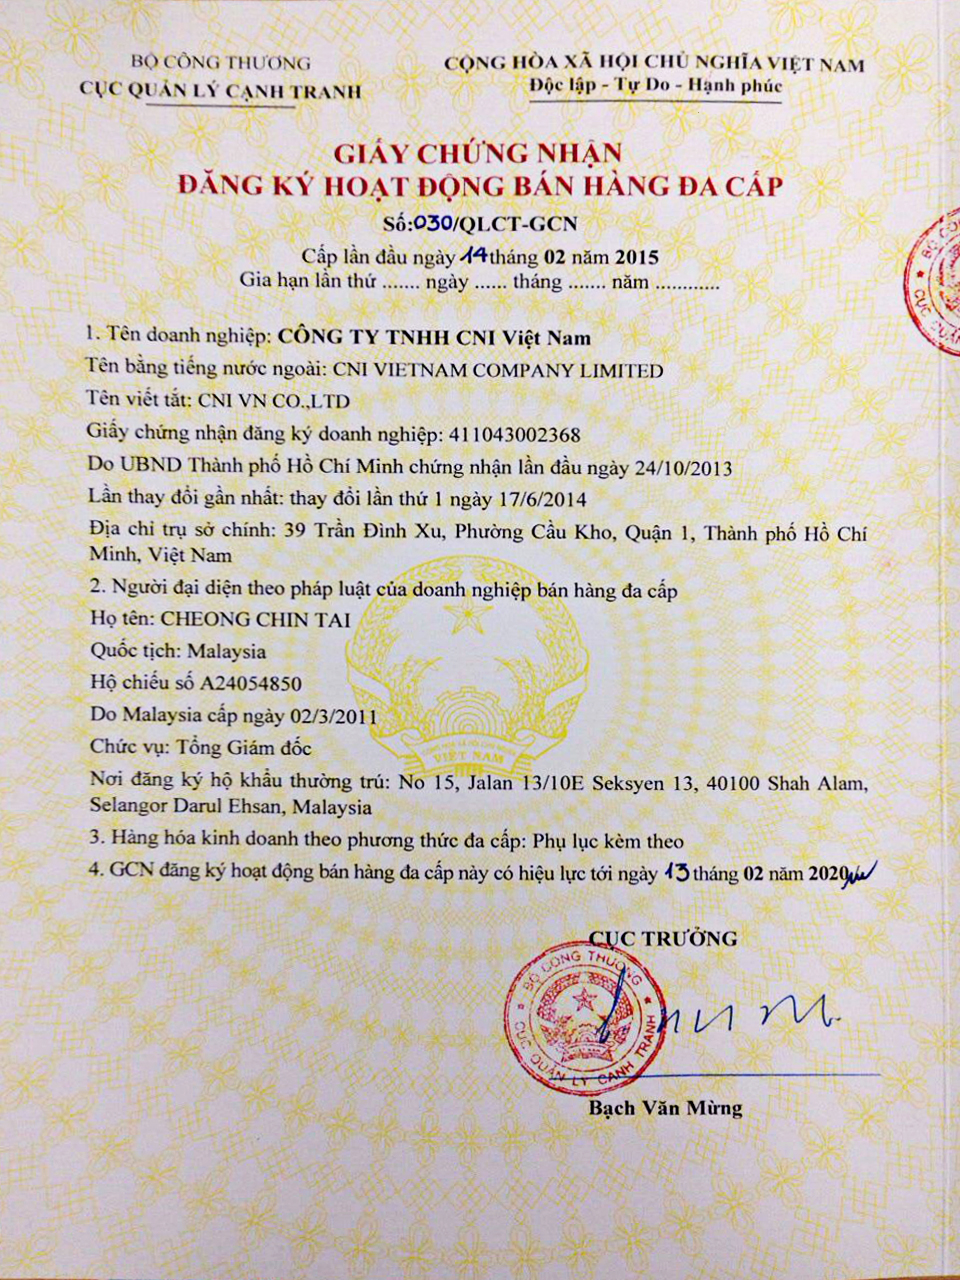 BỘ CÔNG THƯƠNG
CỤC QUẢN LÝ CẠNH TRANH
CỘNG HÒA XÃ HỘI CHỦ NGHĨA VIỆT NAM
Độc lập - Tự Do - Hạnh phúc
GIẤY CHỨNG NHẬN
ĐĂNG KÝ HOẠT ĐỘNG BÁN HÀNG ĐA CẤP
Số:030/QLCT-GCN
Cấp lần đầu ngày 14 tháng 02 năm 2015
Gia hạn lần thứ ....... ngày ...... tháng ....... năm ............
1. Tên doanh nghiệp: CÔNG TY TNHH CNI Việt Nam
Tên bằng tiếng nước ngoài: CNI VIETNAM COMPANY LIMITED
Tên viết tắt: CNI VN CO.,LTD
Giấy chứng nhận đăng ký doanh nghiệp: 411043002368
Do UBND Thành phố Hồ Chí Minh chứng nhận lần đầu ngày 24/10/2013
Lần thay đổi gần nhất: thay đổi lần thứ 1 ngày 17/6/2014
Địa chỉ trụ sở chính: 39 Trần Đình Xu, Phường Cầu Kho, Quận 1, Thành phố Hồ Chí
Minh, Việt Nam
2. Người đại diện theo pháp luật của doanh nghiệp bán hàng đa cấp
Họ tên: CHEONG CHIN TAI
Quốc tịch: Malaysia
Hộ chiếu số A24054850
Do Malaysia cấp ngày 02/3/2011
Chức vụ: Tổng Giám đốc
VIỆT NAM
Nơi đăng ký hộ khẩu thường trú: No 15, Jalan 13/10E Seksyen 13, 40100 Shah Alam,
Selangor Darul Ehsan, Malaysia
3. Hàng hóa kinh doanh theo phương thức đa cấp: Phụ lục kèm theo
4. GCN đăng ký hoạt động bán hàng đa cấp này có hiệu lực tới ngày 13 tháng 02 năm 2020
CỤC TRƯỞNG
BỘ CÔNG THƯƠNG
CỤC QUẢN LÝ CẠNH TRANH
Bạch Văn Mừng